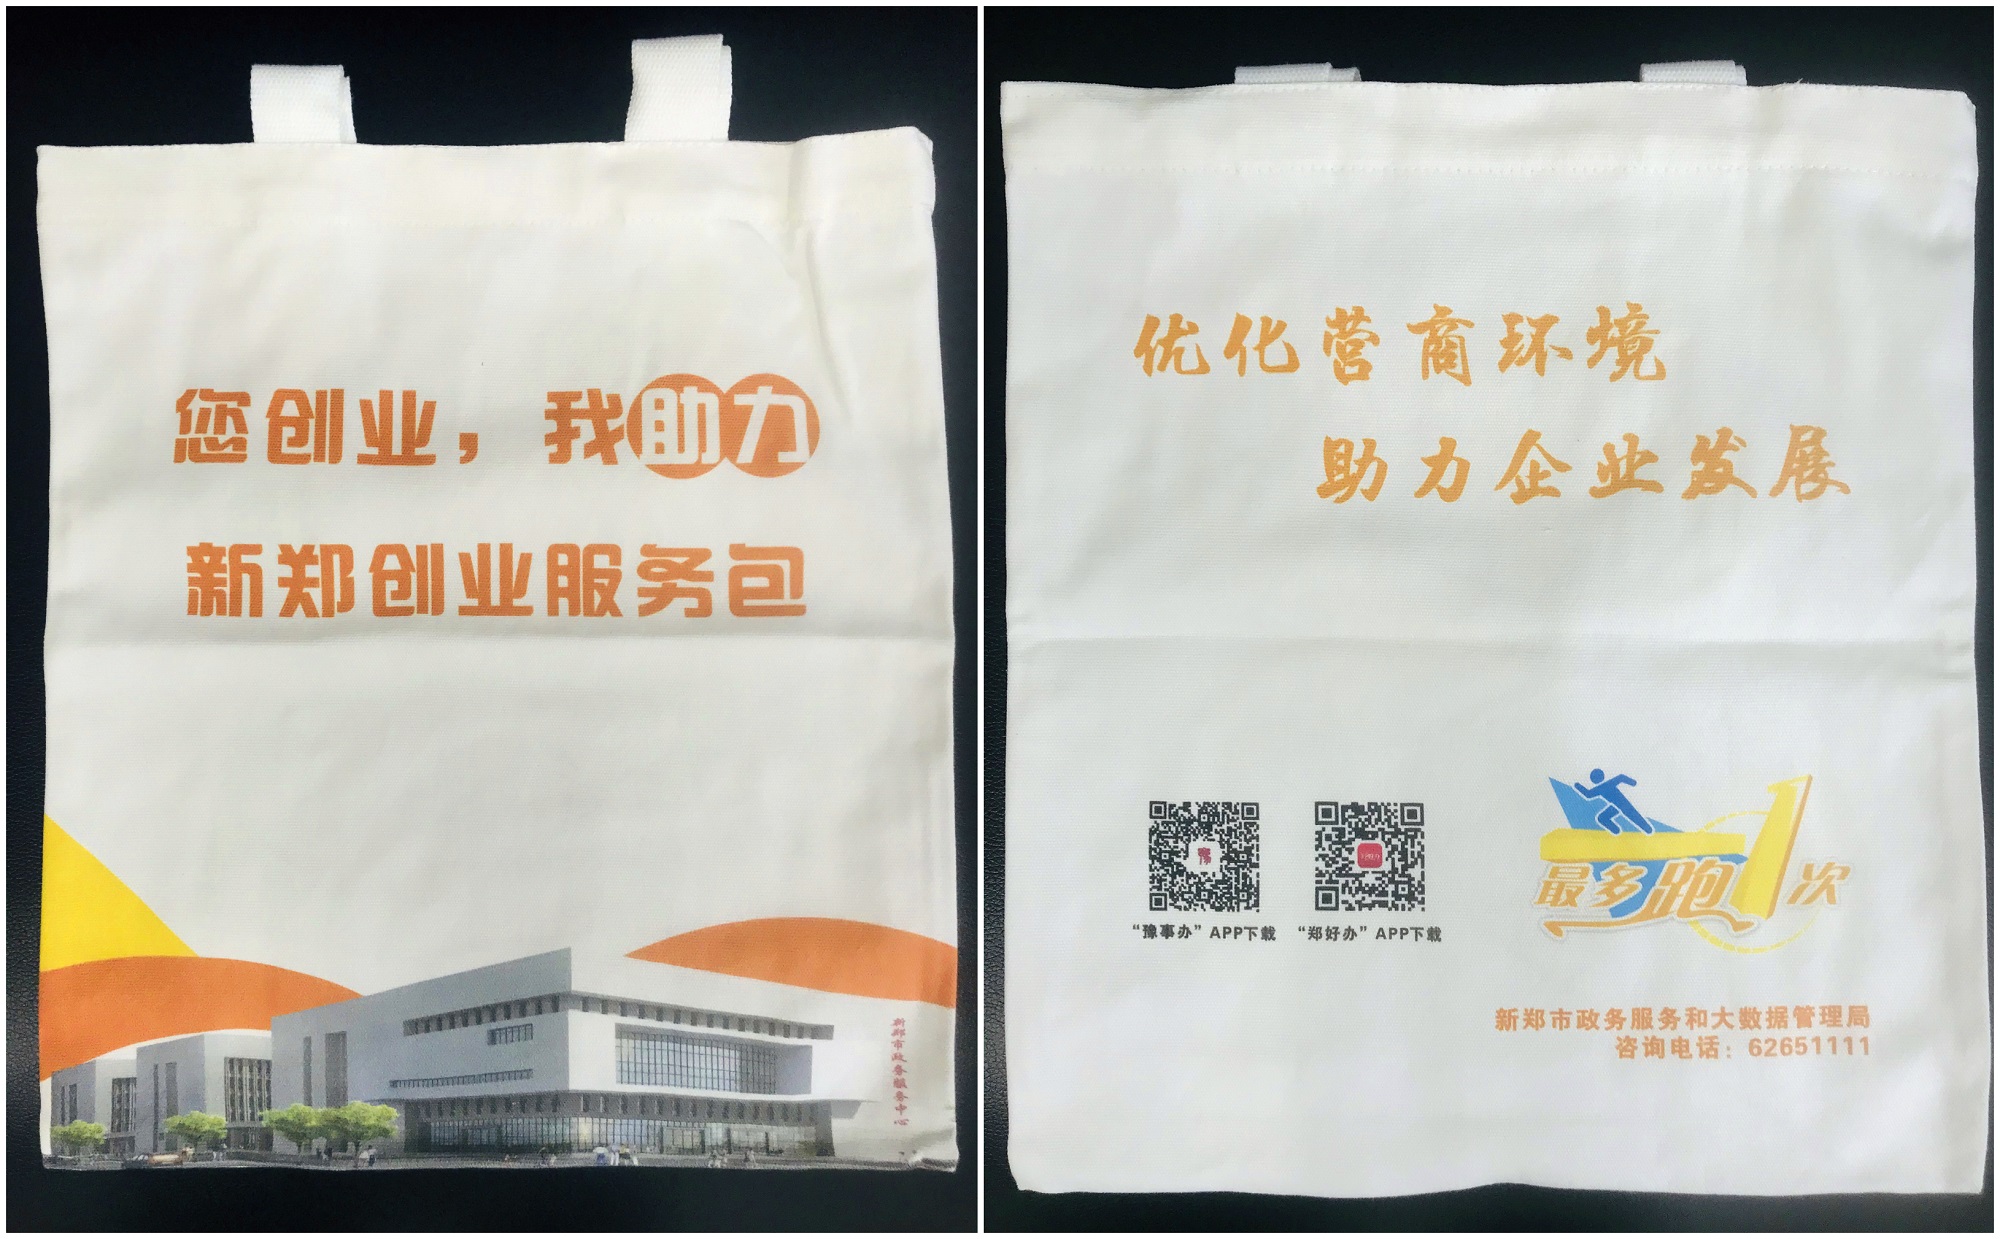 您创业，我助力
新郑创业服务包
新郑市政务服务中心
优化营商环境
助力企业发展
“豫事办”APP下载
“郑好办”APP下载
最多跑1次
新郑市政务服务和大数据管理局
咨询电话：62651111